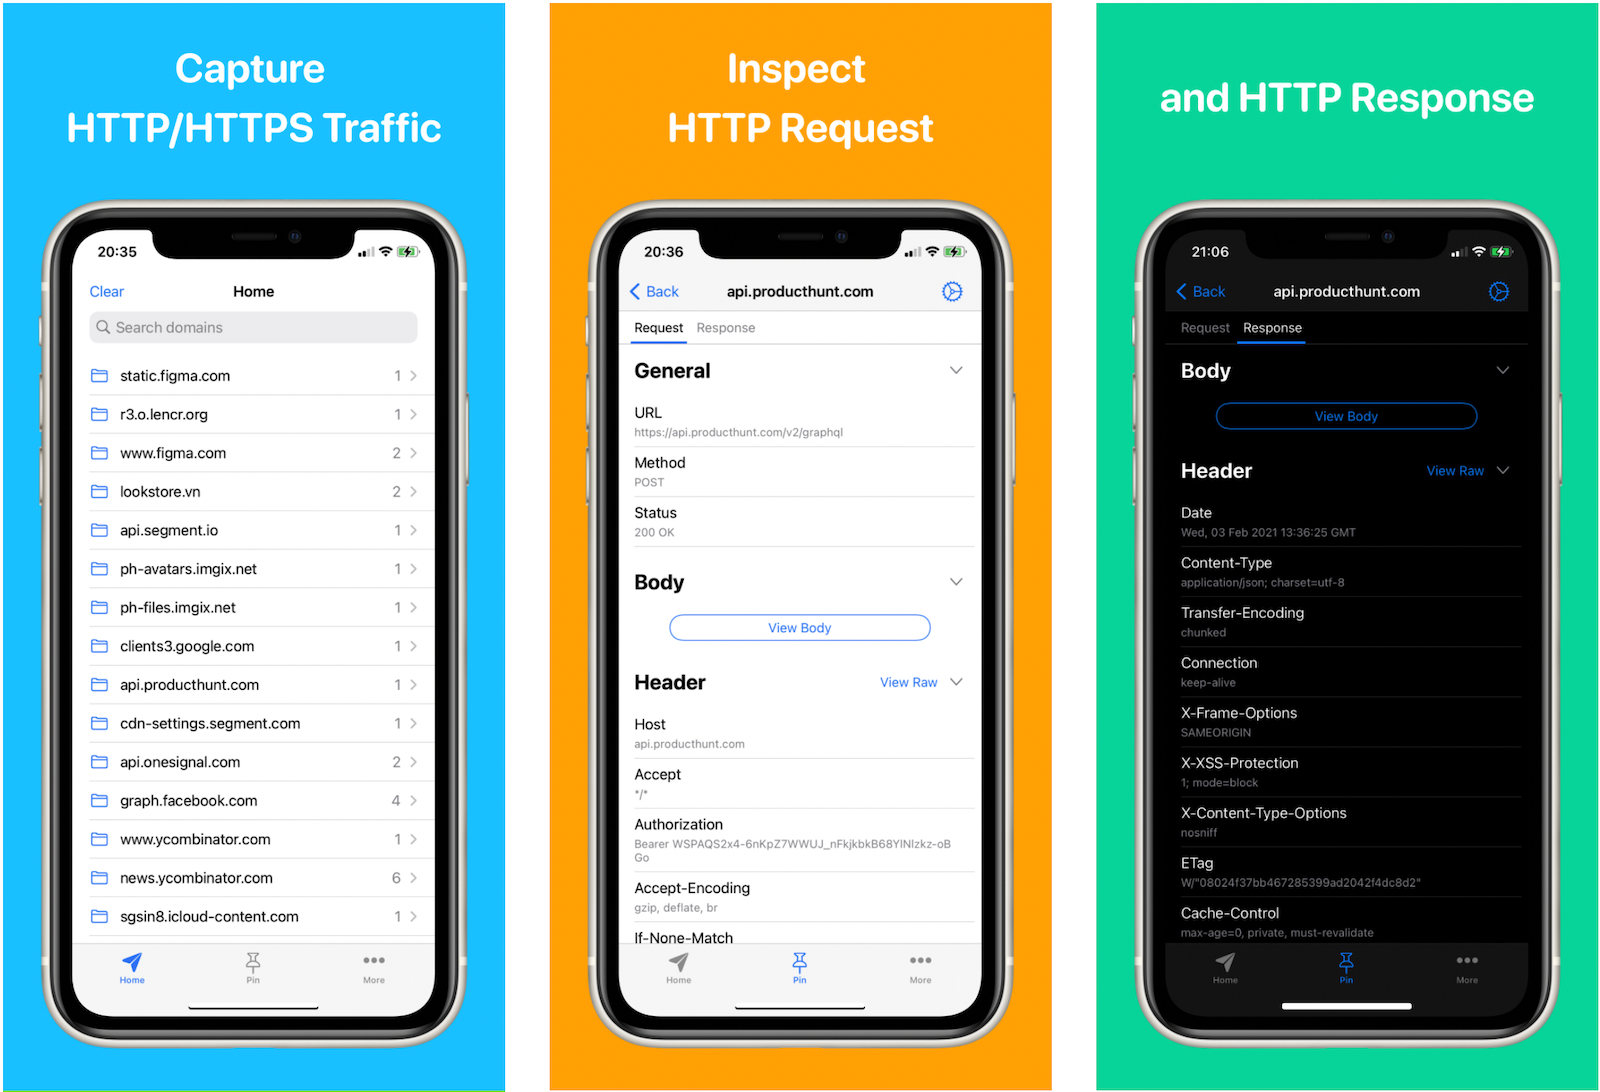 Capture
HTTP/HTTPS Traffic
20:35
Clear
Home
Search domains
static.figma.com 1
r3.o.lencr.org 1
www.figma.com 2
lookstore.vn 2
api.segment.io 1
ph-avatars.imgix.net 1
ph-files.imgix.net 1
clients3.google.com 1
api.producthunt.com 1
cdn-settings.segment.com 1
api.onesignal.com 2
graph.facebook.com 4
www.ycombinator.com 1
news.ycombinator.com 6
sgsin8.icloud-content.com 1
Home Pin More
Inspect
HTTP Request
20:36
Back api.producthunt.com
Request Response
General
URL
https://api.producthunt.com/v2/graphql
Method
POST
Status
200 OK
Body
View Body
Header View Raw
Host
api.producthunt.com
Accept
*/*
Authorization
Bearer WSPAQS2x4-6nKpZ7WWUJ_nFkjkbkB68YlNIzkz-oB
Go
Accept-Encoding
gzip, deflate, br
If-None-Match
Home Pin More
and HTTP Response
21:06
Back api.producthunt.com
Request Response
Body
View Body
Header View Raw
Date
Wed, 03 Feb 2021 13:36:25 GMT
Content-Type
application/json; charset=utf-8
Transfer-Encoding
chunked
Connection
keep-alive
X-Frame-Options
SAMEORIGIN
X-XSS-Protection
1; mode=block
X-Content-Type-Options
nosniff
ETag
W/"08024f37bb467285399ad2042f4dc8d2"
Cache-Control
max-age=0, private, must-revalidate
Home Pin More